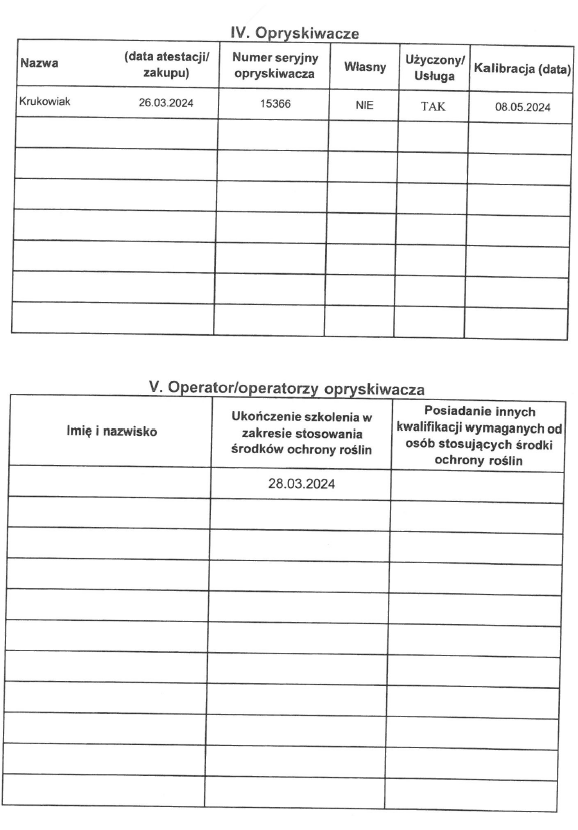 IV. Opryskiwacze
Nazwa
(data atestacji/
zakupu)
Numer seryjny
opryskiwacza
Własny
Użyczony/
Usługa
Kalibracja (data)
Krukowiak 26.03.2024 15366 NIE TAK 08.05.2024
V. Operator/operatorzy opryskiwacza
Imię i nazwisko
Ukończenie szkolenia w
zakresie stosowania
środków ochrony roślin
Posiadanie innych
kwalifikacji wymaganych od
osób stosujących środki
ochrony roślin
28.03.2024